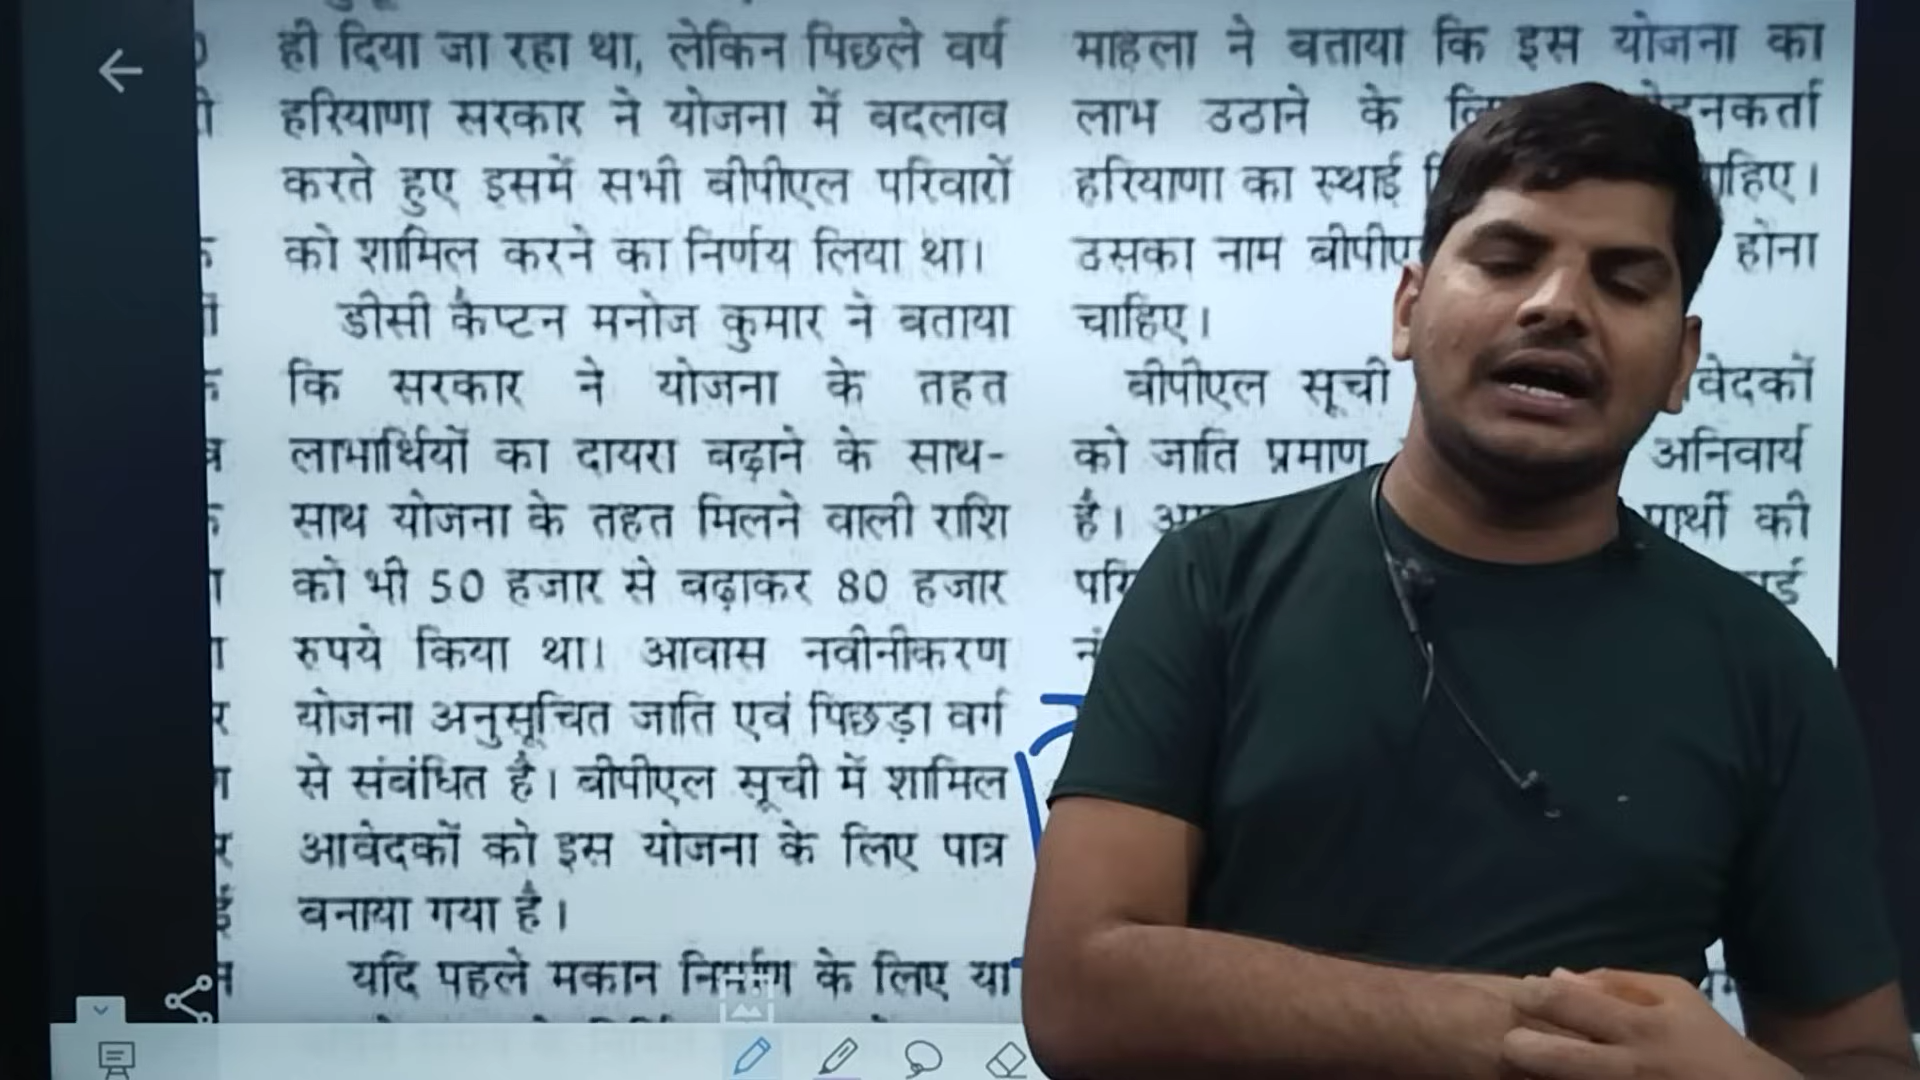 ही दिया जा रहा था, लेकिन पिछले वर्ष
हरियाणा सरकार ने योजना में बदलाव
करते हुए इसमें सभी बीपीएल परिवारों
को शामिल करने का निर्णय लिया था।
डीसी कैप्टन मनोज कुमार ने बताया
कि सरकार ने योजना के तहत
लाभार्थियों का दायरा बढ़ाने के साथ-
साथ योजना के तहत मिलने वाली राशि
को भी 50 हजार से बढ़ाकर 80 हजार
रुपये किया था। आवास नवीनीकरण
योजना अनुसूचित जाति एवं पिछड़ा वर्ग
से संबंधित है। बीपीएल सूची में शामिल
आवेदकों को इस योजना के लिए पात्र
बनाया गया है।
यदि पहले मकान निर्माण के लिए या
माहला ने बताया कि इस योजना का
लाभ उठाने के
हरियाणा का स्थाई
उसका नाम होना
चाहिए।
बीपीएल सूची
को जाति प्रमाण अनिवार्य
है। की